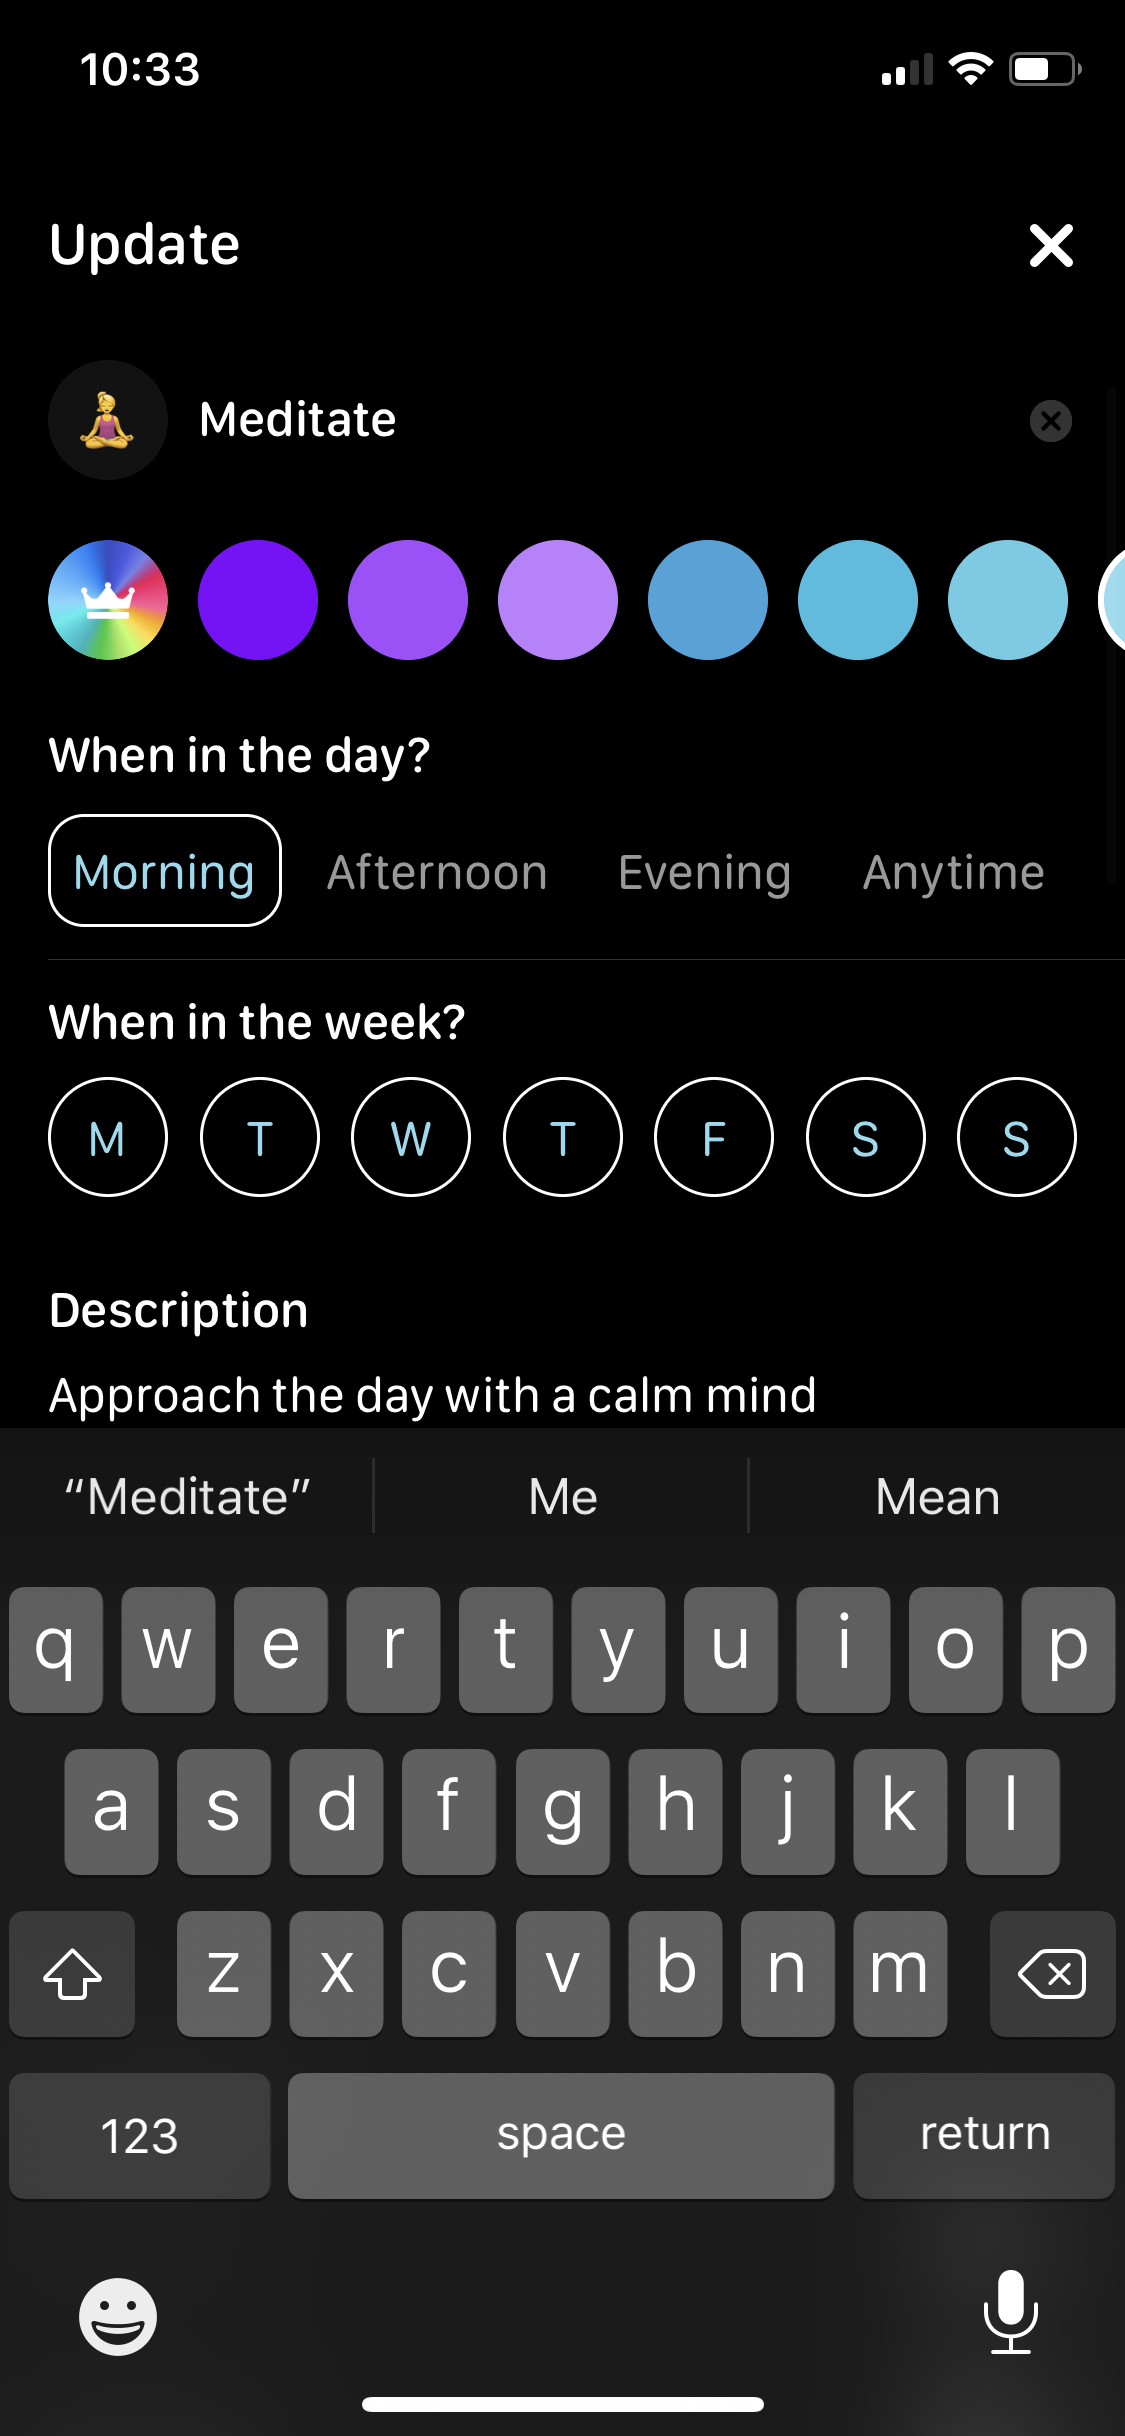 10:33
Update
Meditate
When in the day?
Morning Afternoon Evening Anytime
When in the week?
M T W T F S S
Description
Approach the day with a calm mind
“Meditate” Me Mean
q w e r t y u i o p
a s d f g h j k l
z x c v b n m
123 space return